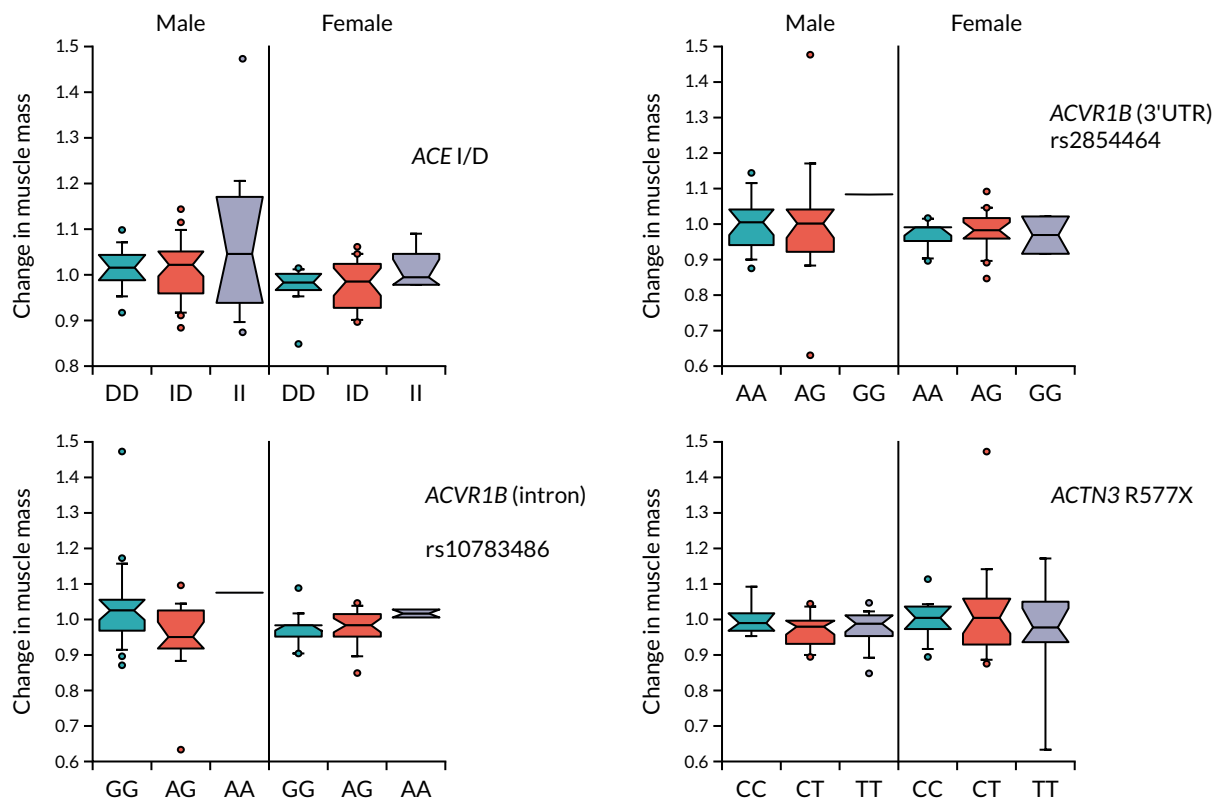 Male Female
1.5
1.4
1.3
1.2
1.1
1.0
0.9
0.8
Change in muscle mass
ACE I/D
DD ID II DD ID II
Male Female
1.5
1.4
1.3
1.2
1.1
1.0
0.9
0.8
0.7
0.6
Change in muscle mass
ACVR1B (3'UTR)
rs2854464
AA AG GG AA AG GG
1.5
1.4
1.3
1.2
1.1
1.0
0.9
0.8
0.7
0.6
Change in muscle mass
ACVR1B (intron)
rs10783486
GG AG AA GG AG AA
1.5
1.4
1.3
1.2
1.1
1.0
0.9
0.8
0.7
0.6
Change in muscle mass
ACTN3 R577X
CC CT TT CC CT TT